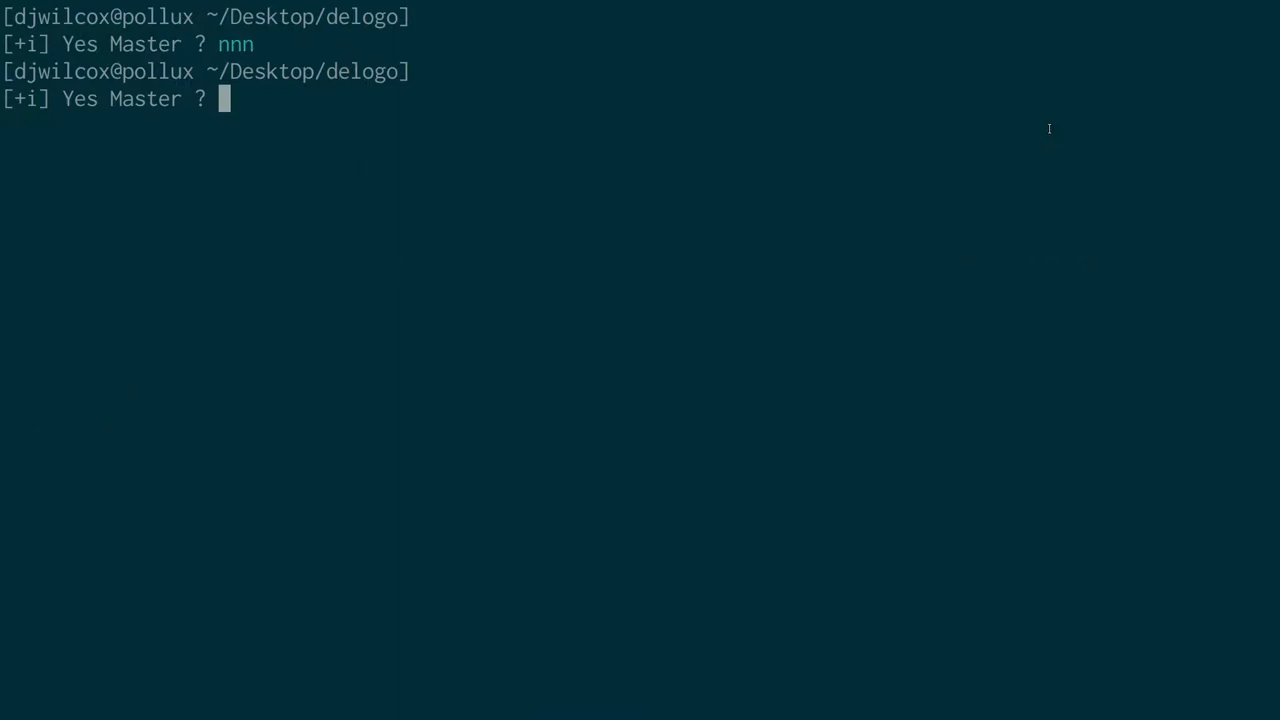 [djwilcox@pollux ~/Desktop/delogo]
[+i] Yes Master ? nnn
[djwilcox@pollux ~/Desktop/delogo]
[+i] Yes Master ?